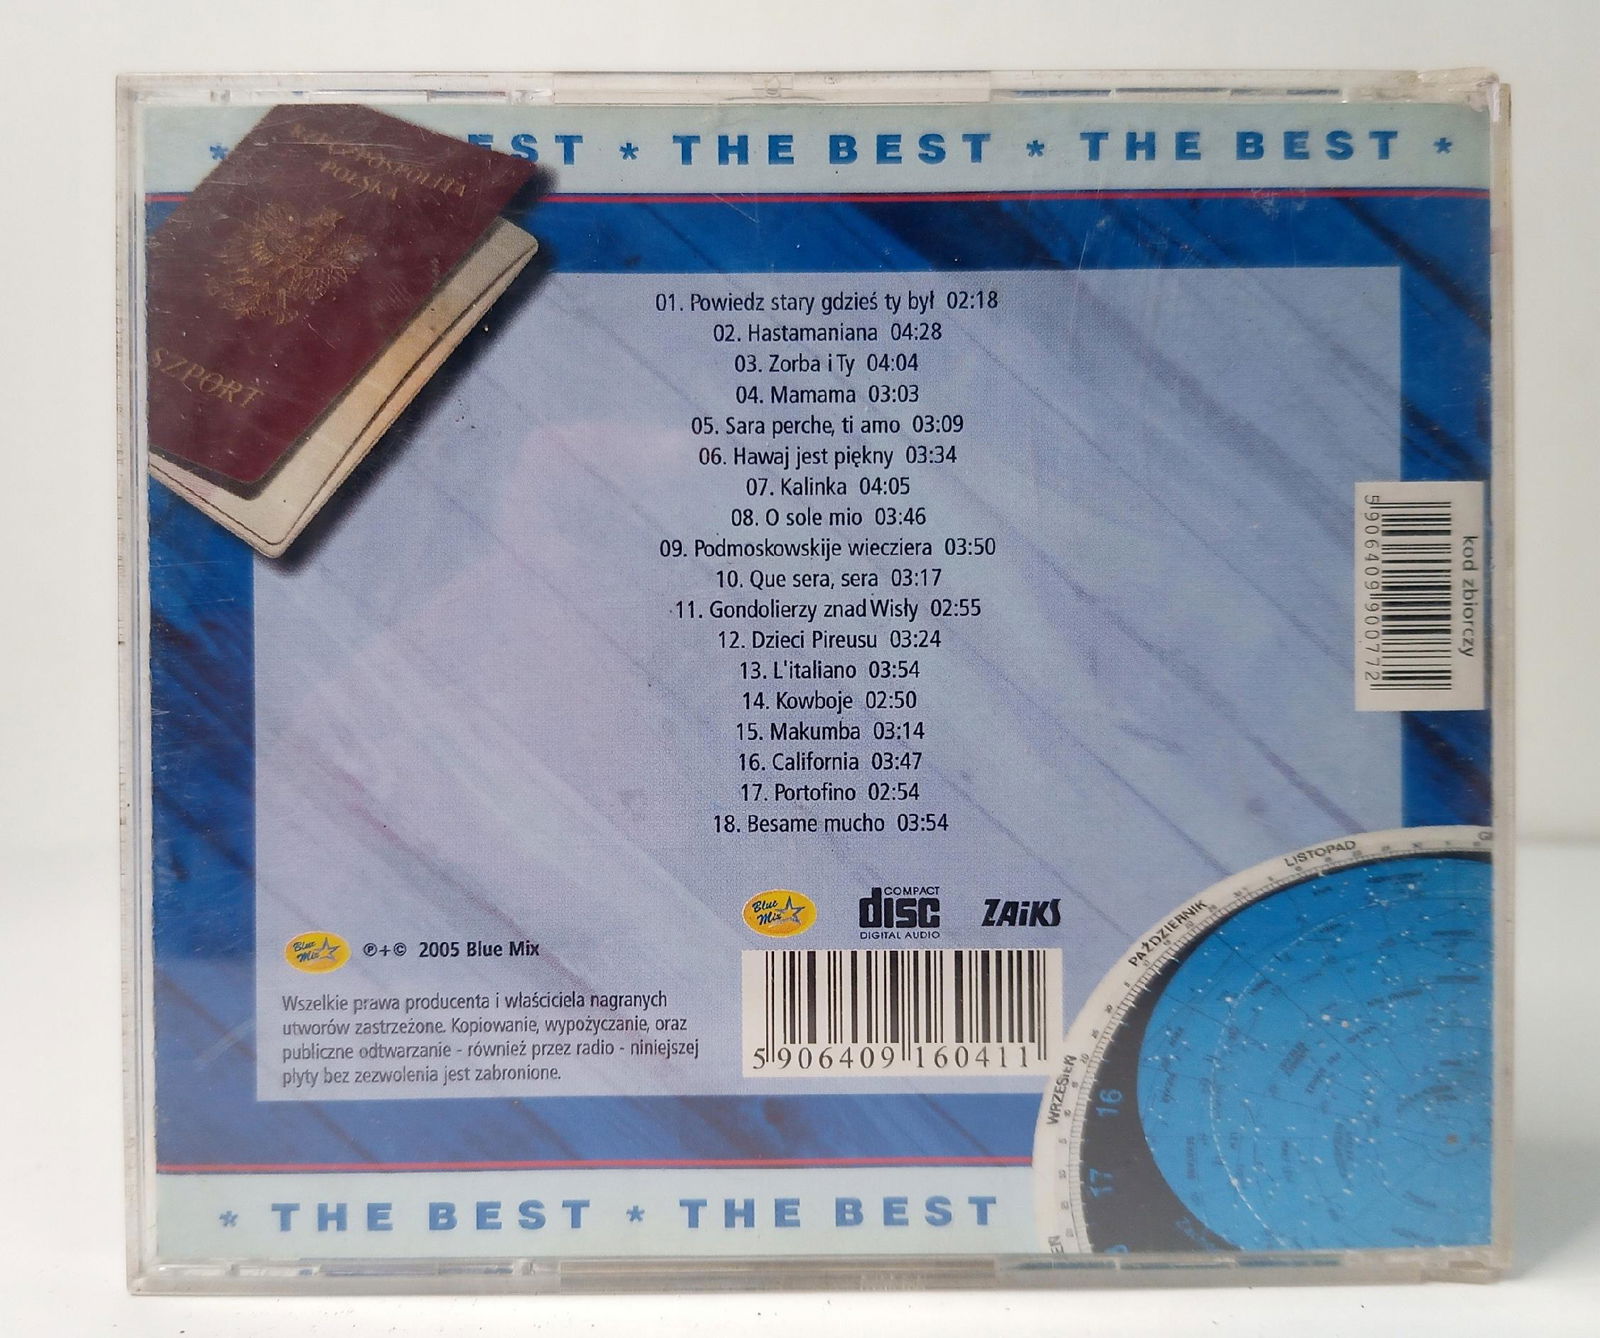 * EST * THE BEST * THE BEST *
RZECZPOSPOLITA
POLSKA
SZPORT
01. Powiedz stary gdzieś ty był 02:18
02. Hastamaniana 04:28
03. Zorba i Ty 04:04
04. Mamama 03:03
05. Sara perche, ti amo 03:09
06. Hawaj jest piękny 03:34
07. Kalinka 04:05
08. O sole mio 03:46
09. Podmoskowskije wiecziera 03:50
10. Que sera, sera 03:17
11. Gondolierzy znad Wisły 02:55
12. Dzieci Pireusu 03:24
13. L'italiano 03:54
14. Kowboje 02:50
15. Makumba 03:14
16. California 03:47
17. Portofino 02:54
18. Besame mucho 03:54
kod zbiorczy
5906409900772
Blue Mix
COMPACT
disc
DIGITAL AUDIO
ZAiKS
Blue Mix
℗+© 2005 Blue Mix
Wszelkie prawa producenta i właściciela nagranych
utworów zastrzeżone. Kopiowanie, wypożyczanie, oraz
publiczne odtwarzanie - również przez radio - niniejszej
płyty bez zezwolenia jest zabronione.
5 906409 160411
LISTOPAD
PAŹDZIERNIK
WRZESIEŃ
16
17
* THE BEST * THE BEST